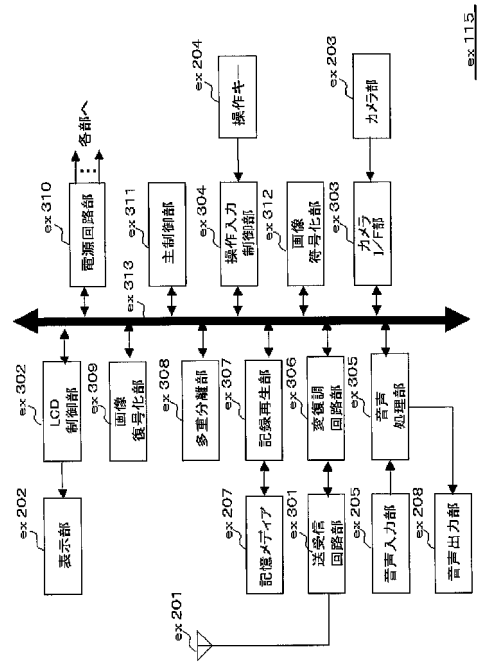 ex 115
ex 204
操作キー
ex 203
カメラ部
各部へ
ex 310
電源回路部
ex 311
主制御部
ex 304
操作入力
制御部
ex 312
画像
符号化部
ex 303
カメラ
I/F部
ex 313
ex 302
LCD
制御部
ex 309
画像
復号化部
ex 308
多重分離部
ex 307
記録再生部
ex 306
変復調
回路部
ex 305
音声
処理部
ex 202
表示部
ex 207
記憶メディア
ex 301
送受信
回路部
ex 205
音声入力部
ex 208
音声出力部
ex 201